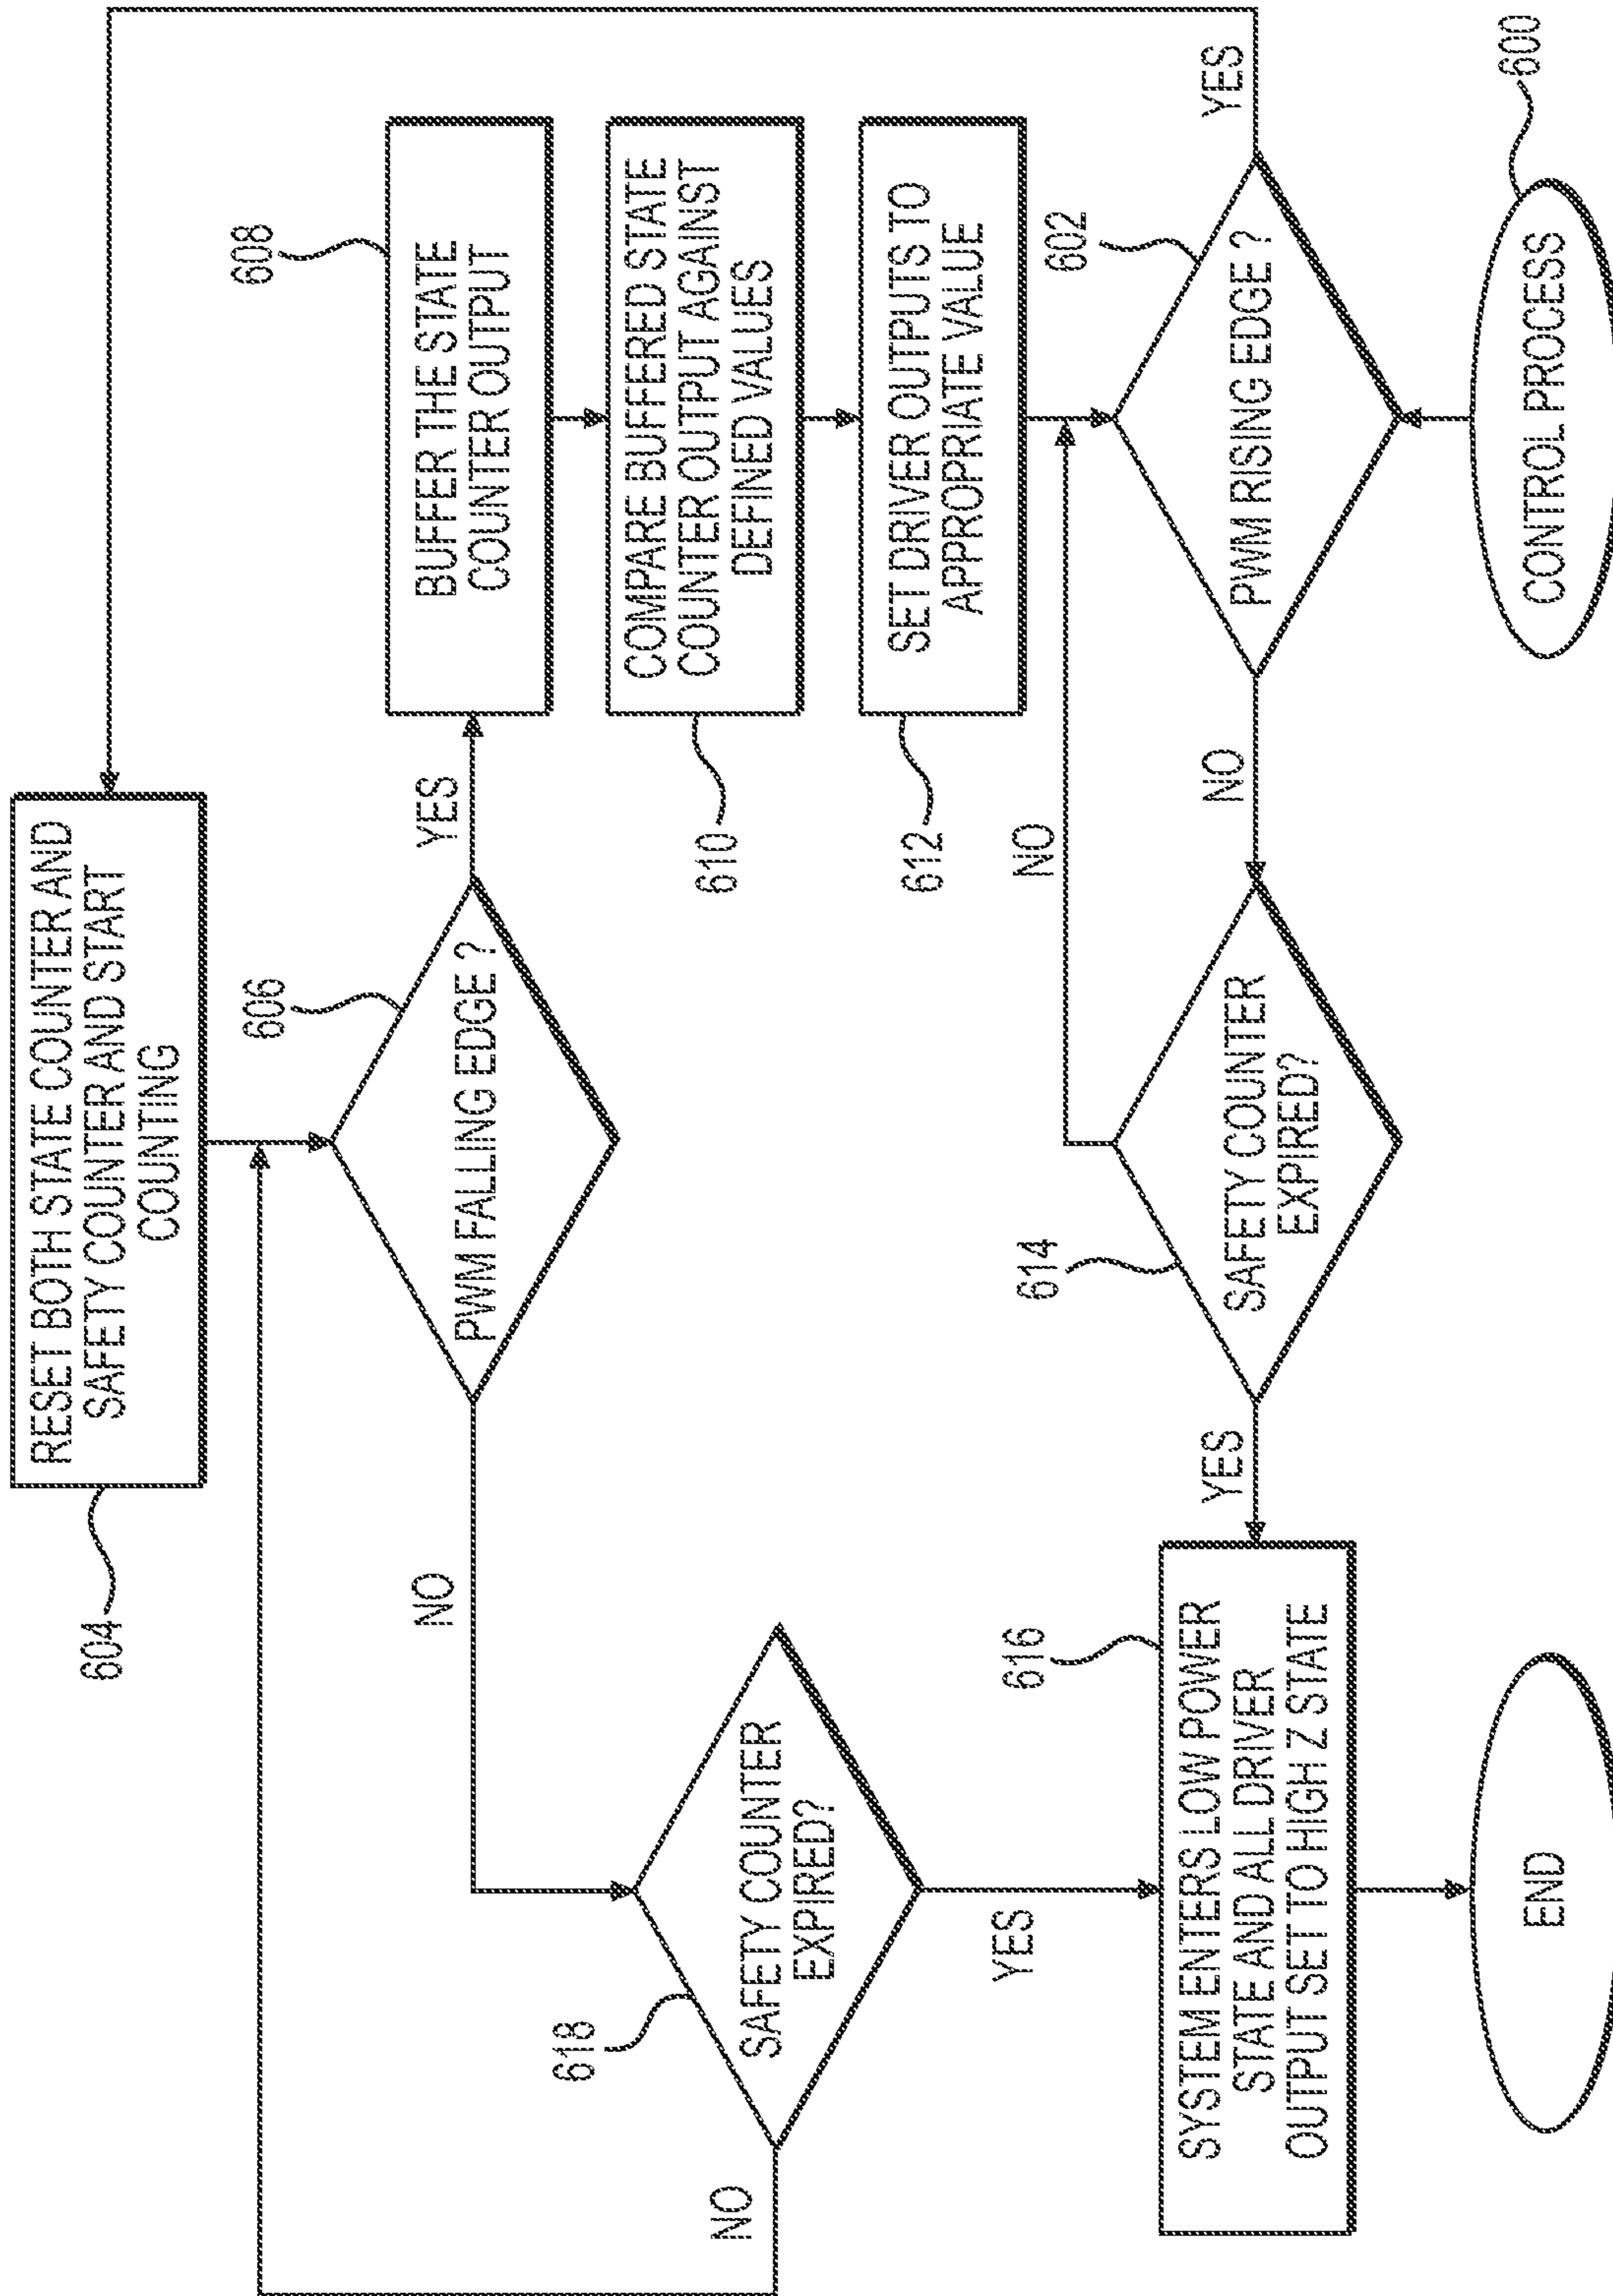 600
CONTROL PROCESS
602
PWM RISING EDGE ?
YES
NO
604
RESET BOTH STATE COUNTER AND
SAFETY COUNTER AND START
COUNTING
606
PWM FALLING EDGE ?
YES
NO
608
BUFFER THE STATE
COUNTER OUTPUT
610
COMPARE BUFFERED STATE
COUNTER OUTPUT AGAINST
DEFINED VALUES
612
SET DRIVER OUTPUTS TO
APPROPRIATE VALUE
614
SAFETY COUNTER
EXPIRED?
NO
YES
616
SYSTEM ENTERS LOW POWER
STATE AND ALL DRIVER
OUTPUT SET TO HIGH Z STATE
618
SAFETY COUNTER
EXPIRED?
NO
YES
END